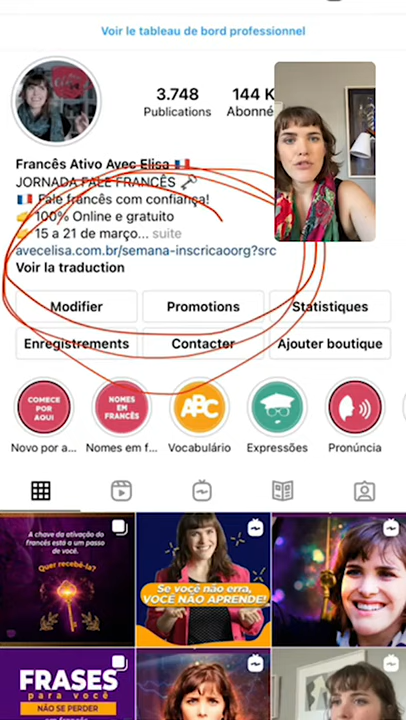 Voir le tableau de bord professionnel
3.748
144 K
Publications
Abonné
Francês Ativo Avec Elisa 🇫🇷
JORNADA FALE FRANCÊS 🗝️
🇫🇷 Fale francês com confiança!
👉 100% Online e gratuito
👉 15 a 21 de março... suite
avecelisa.com.br/semana-inscricaoorg?src
Voir la traduction
Modifier
Promotions
Statistiques
Enregistrements
Contacter
Ajouter boutique
COMECE
POR
AQUI
NOMES
EM
FRANCÊS
ABC
Novo por a...
Nomes em f...
Vocabulário
Expressões
Pronúncia
A chave da ativação do
francês está a um passo
de você.
Quer recebê-la?
Se você não erra,
VOCÊ NÃO APRENDE!
FRASES
para você
NÃO SE PERDER
em francês